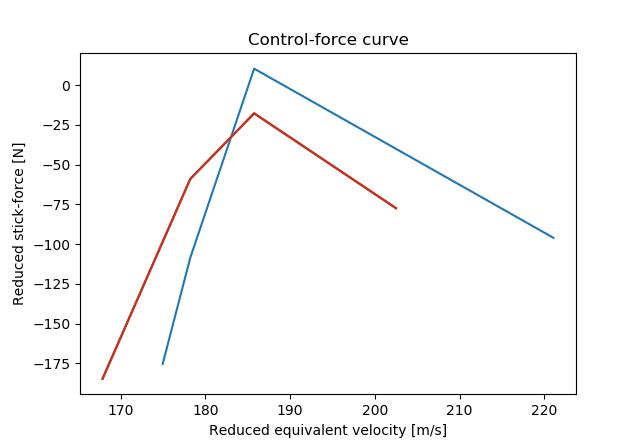 Control-force curve
Reduced stick-force [N]
0
−25
−50
−75
−100
−125
−150
−175
170 180 190 200 210 220
Reduced equivalent velocity [m/s]